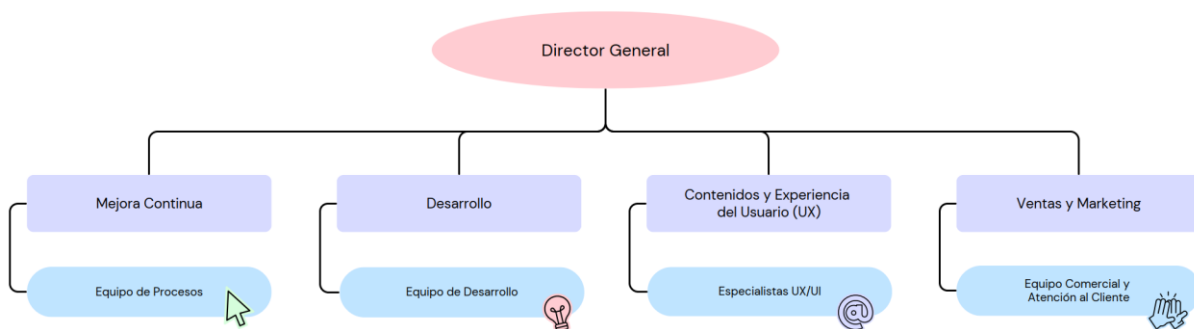 Director General
Mejora Continua
Desarrollo
Contenidos y Experiencia
del Usuario (UX)
Ventas y Marketing
Equipo de Procesos
Equipo de Desarrollo
Especialistas UX/UI
Equipo Comercial y
Atención al Cliente